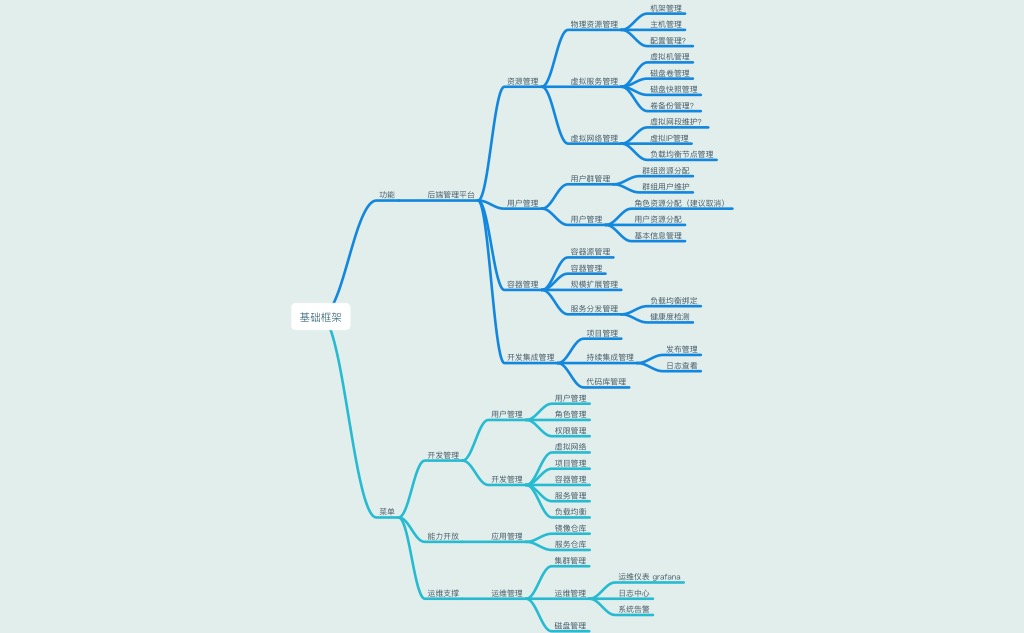 基础框架
功能
后端管理平台
资源管理
物理资源管理
机架管理
主机管理
配置管理?
虚拟服务管理
虚拟机管理
磁盘卷管理
磁盘快照管理
卷备份管理?
虚拟网络管理
虚拟网段维护?
虚拟IP管理
负载均衡节点管理
用户管理
用户群管理
群组资源分配
群组用户维护
用户管理
角色资源分配（建议取消）
用户资源分配
基本信息管理
容器管理
容器源管理
容器管理
规模扩展管理
服务分发管理
负载均衡绑定
健康度检测
开发集成管理
项目管理
持续集成管理
发布管理
日志查看
代码库管理
菜单
开发管理
用户管理
用户管理
角色管理
权限管理
开发管理
虚拟网络
项目管理
容器管理
服务管理
负载均衡
能力开放
应用管理
镜像仓库
服务仓库
运维支撑
运维管理
集群管理
运维管理
运维仪表 grafana
日志中心
系统告警
磁盘管理